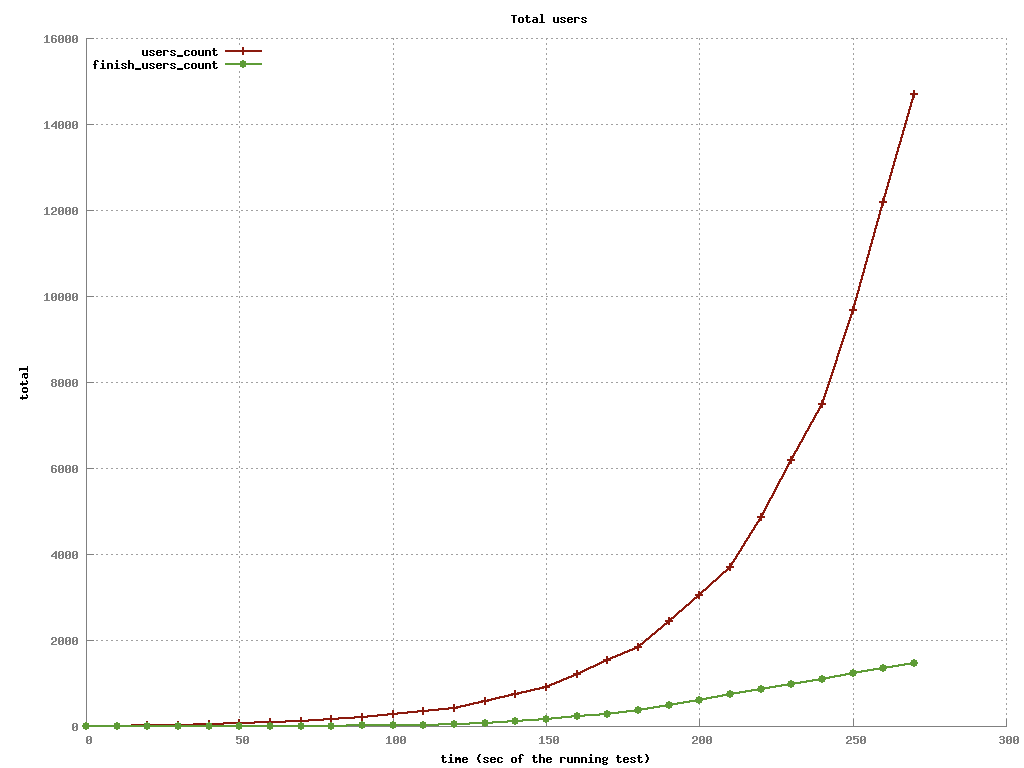 Total users
users_count
finish_users_count
16000
14000
12000
10000
8000
6000
4000
2000
0
total
0 50 100 150 200 250 300
time (sec of the running test)